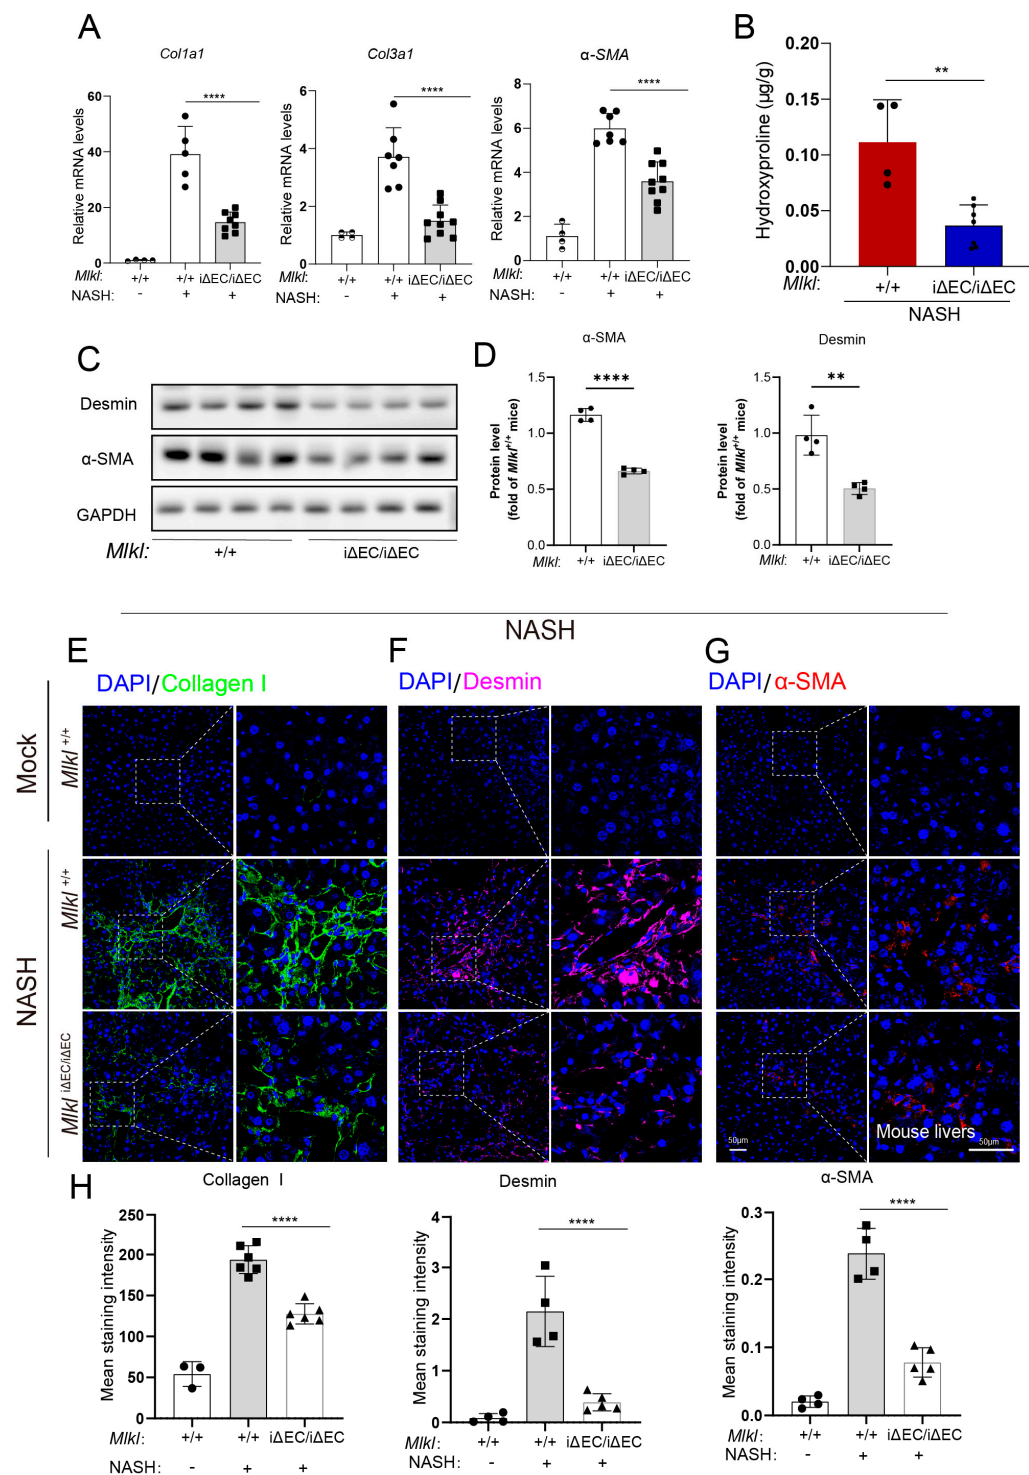 A
Col1a1
Relative mRNA levels
60
40
20
0
****
Mlkl: +/+ +/+ iΔEC/iΔEC
NASH: - + +
Col3a1
Relative mRNA levels
6
4
2
0
****
Mlkl: +/+ +/+ iΔEC/iΔEC
NASH: - + +
α-SMA
Relative mRNA levels
8
6
4
2
0
****
Mlkl: +/+ +/+ iΔEC/iΔEC
NASH: - + +
B
Hydroxyproline (μg/g)
0.20
0.15
0.10
0.05
0.00
**
Mlkl: +/+ iΔEC/iΔEC
NASH
C
Desmin
α-SMA
GAPDH
Mlkl: +/+ iΔEC/iΔEC
D
α-SMA
Protein level
(fold of Mlkl+/+ mice)
1.5
1.0
0.5
0.0
****
Mlkl: +/+ iΔEC/iΔEC
Desmin
Protein level
(fold of Mlkl+/+ mice)
1.5
1.0
0.5
0.0
**
Mlkl: +/+ iΔEC/iΔEC
NASH
E
DAPI/Collagen I
F
DAPI/Desmin
G
DAPI/α-SMA
Mock
Mlkl +/+
NASH
Mlkl +/+
Mlkl iΔEC/iΔEC
50μm
Mouse livers
50μm
H
Collagen I
Mean staining intensity
250
200
150
100
50
0
****
Mlkl: +/+ +/+ iΔEC/iΔEC
NASH: - + +
Desmin
Mean staining intensity
4
3
2
1
0
****
Mlkl: +/+ +/+ iΔEC/iΔEC
NASH: - + +
α-SMA
Mean staining intensity
0.3
0.2
0.1
0.0
****
Mlkl: +/+ +/+ iΔEC/iΔEC
NASH: - + +